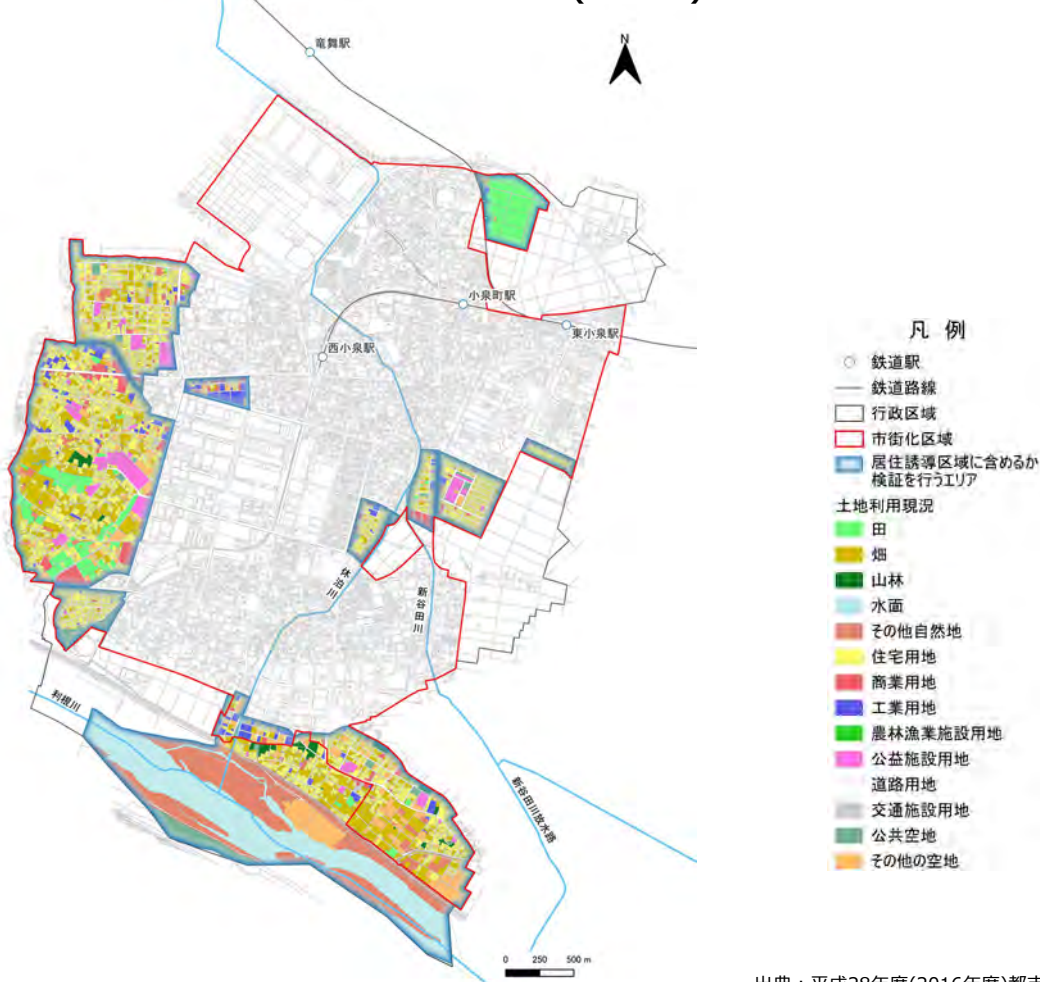 竜舞駅
N
小泉町駅
東小泉駅
西小泉駅
休泊川
新谷田川
利根川
新谷田川放水路
0 250 500 m
凡 例
鉄道駅
鉄道路線
行政区域
市街化区域
居住誘導区域に含めるか
検証を行うエリア
土地利用現況
田
畑
山林
水面
その他自然地
住宅用地
商業用地
工業用地
農林漁業施設用地
公益施設用地
道路用地
交通施設用地
公共空地
その他の空地